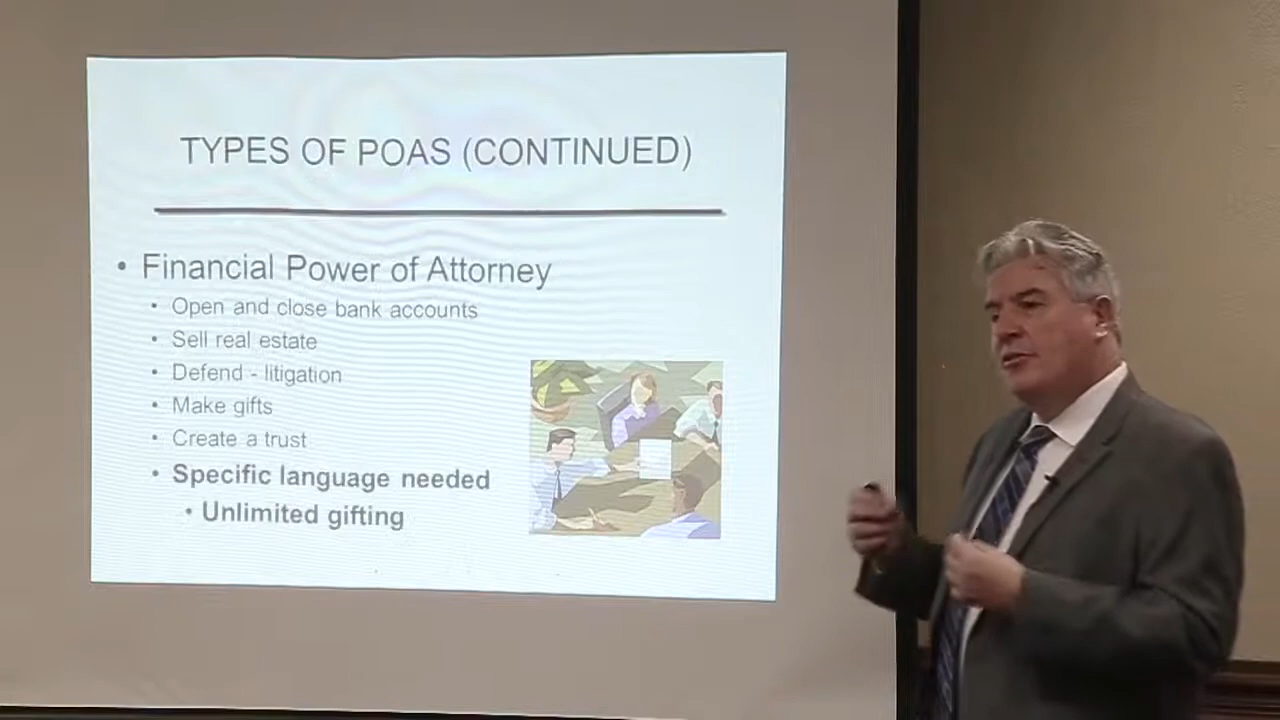 TYPES OF POAS (CONTINUED)
• Financial Power of Attorney
• Open and close bank accounts
• Sell real estate
• Defend - litigation
• Make gifts
• Create a trust
• Specific language needed
• Unlimited gifting